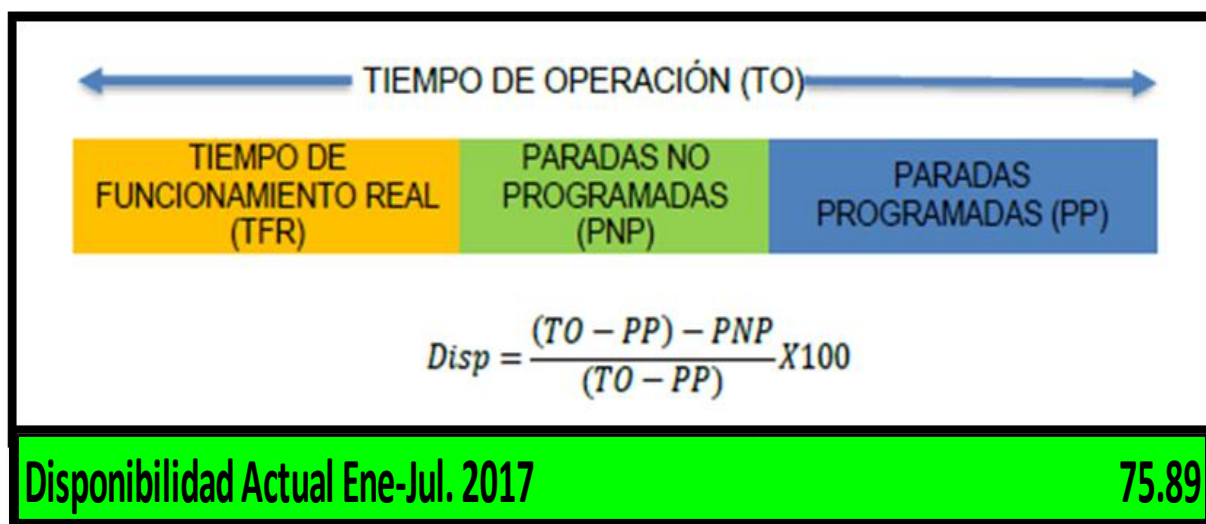 TIEMPO DE OPERACIÓN (TO)
TIEMPO DE
FUNCIONAMIENTO REAL
(TFR)
PARADAS NO
PROGRAMADAS
(PNP)
PARADAS
PROGRAMADAS (PP)
Disp = \frac{(TO - PP) - PNP}{(TO - PP)} X100
Disponibilidad Actual Ene-Jul. 2017 75.89